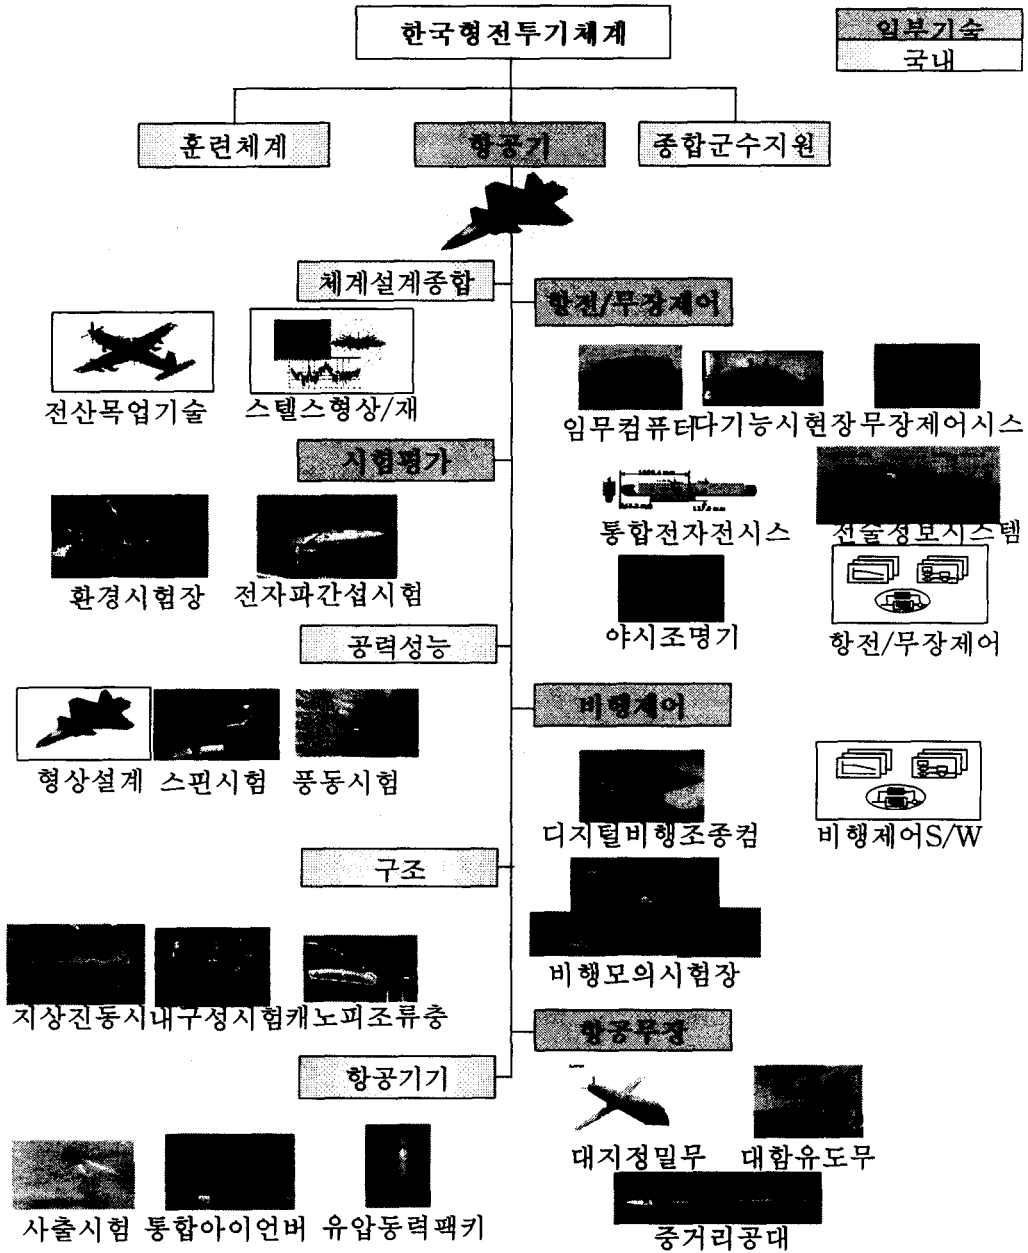 한국형전투기체계
일부기술
국내
훈련체계
항공기
종합군수지원
체계설계종합
항전/무장제어
전산목업기술
스텔스형상/재
임무컴퓨터
다기능시현장
무장제어시스
시험평가
통합전자전시스
전술정보시스템
환경시험장
전자파간섭시험
야시조명기
항전/무장제어
공력성능
비행제어
형상설계
스핀시험
풍동시험
디지털비행조종컴
비행제어S/W
구조
비행모의시험장
지상진동시
내구성시험
캐노피조류충
항공무장
항공기기
대지정밀무
대함유도무
사출시험
통합아이언버
유압동력팩키
중거리공대